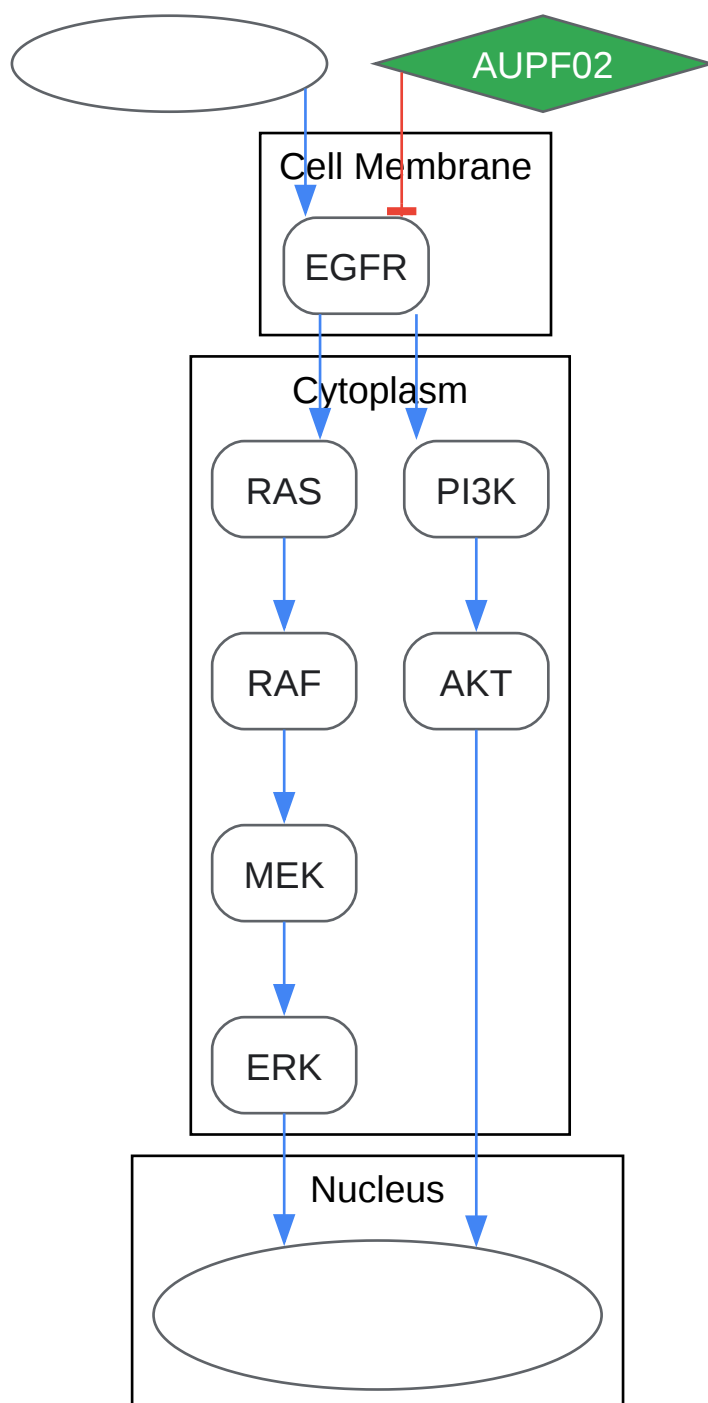 AUPF02
Cell Membrane
EGFR
Cytoplasm
RAS
PI3K
RAF
AKT
MEK
ERK
Nucleus